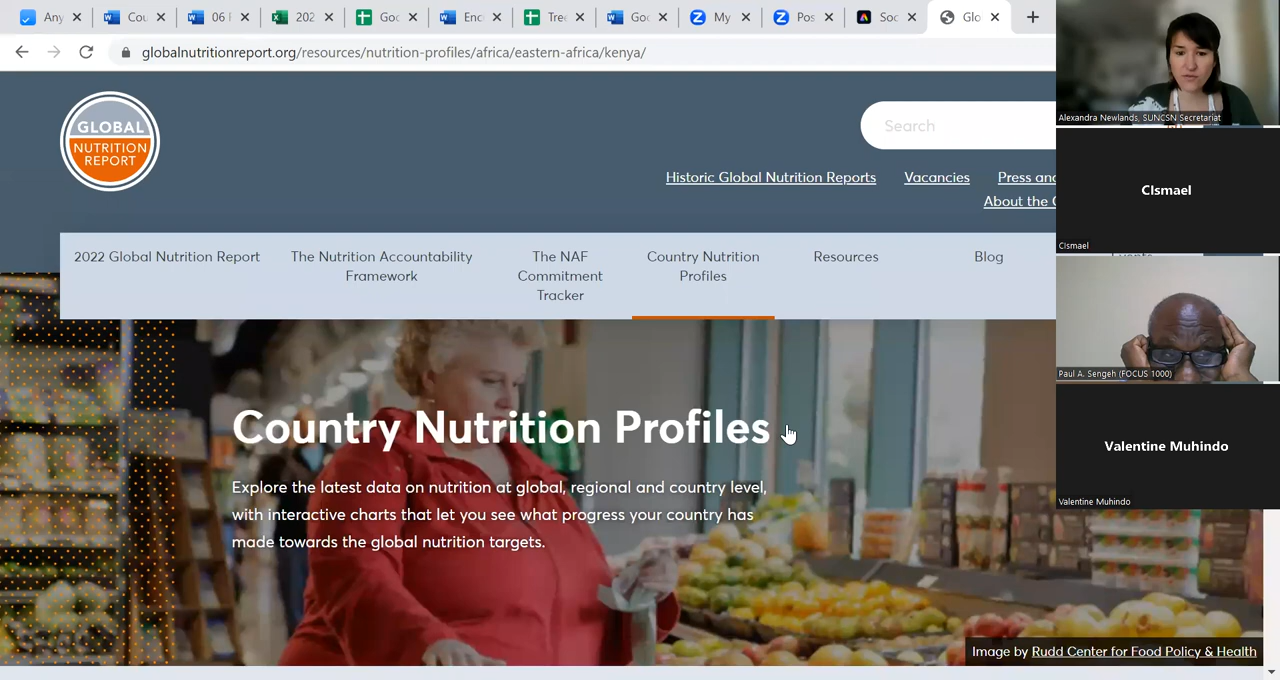 Any
Cou
06 I
202
Goo
Enc
Tree
Goo
My
Pos
Soc
Glo
globalnutritionreport.org/resources/nutrition-profiles/africa/eastern-africa/kenya/
GLOBAL
NUTRITION
REPORT
Search
Historic Global Nutrition Reports
Vacancies
Press and
About the G
2022 Global Nutrition Report
The Nutrition Accountability
Framework
The NAF
Commitment
Tracker
Country Nutrition
Profiles
Resources
Blog
Events
Country Nutrition Profiles
Explore the latest data on nutrition at global, regional and country level,
with interactive charts that let you see what progress your country has
made towards the global nutrition targets.
Image by Rudd Center for Food Policy & Health
Alexandra Newlands, SUNCSN Secretariat
CIsmael
CIsmael
Paul A. Sengeh (FOCUS 1000)
Valentine Muhindo
Valentine Muhindo